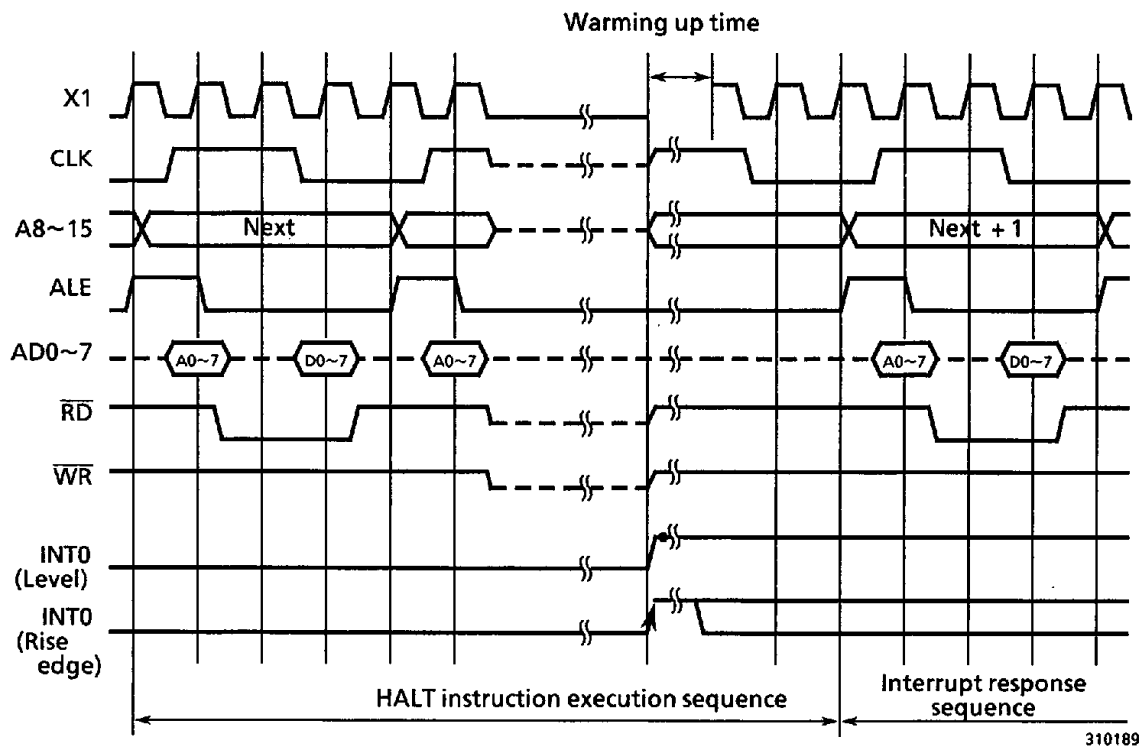 Warming up time
X1
CLK
A8~15
Next
Next + 1
ALE
AD0~7
A0~7
D0~7
A0~7
A0~7
D0~7
RD
WR
INT0
(Level)
INT0
(Rise
edge)
HALT instruction execution sequence
Interrupt response
sequence
310189